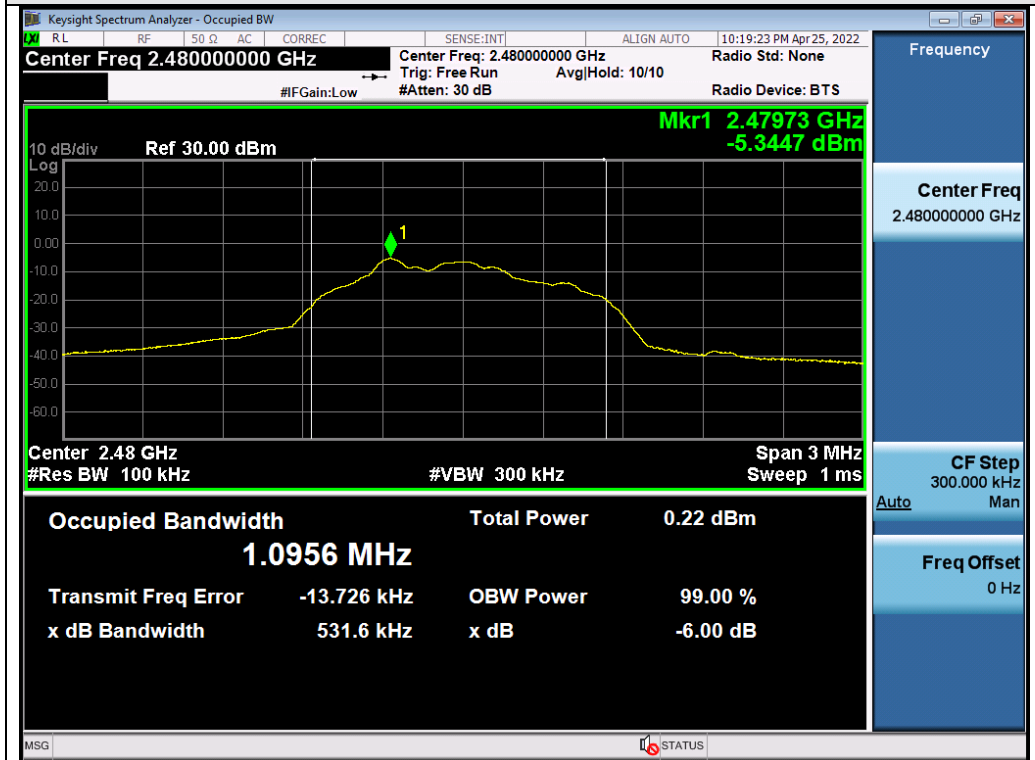 Keysight Spectrum Analyzer - Occupied BW
LXI RL RF 50 Ω AC CORREC SENSE:INT ALIGN AUTO 10:19:23 PM Apr 25, 2022
Center Freq 2.480000000 GHz
Center Freq: 2.480000000 GHz
Radio Std: None
Trig: Free Run Avg|Hold: 10/10
#IFGain:Low
#Atten: 30 dB
Radio Device: BTS
Mkr1 2.47973 GHz
-5.3447 dBm
10 dB/div Ref 30.00 dBm
Log
20.0
10.0
0.00
-10.0
-20.0
-30.0
-40.0
-50.0
-60.0
1
Center 2.48 GHz Span 3 MHz
#Res BW 100 kHz #VBW 300 kHz Sweep 1 ms
Occupied Bandwidth Total Power 0.22 dBm
1.0956 MHz
Transmit Freq Error -13.726 kHz OBW Power 99.00 %
x dB Bandwidth 531.6 kHz x dB -6.00 dB
Frequency
Center Freq
2.480000000 GHz
CF Step
300.000 kHz
Auto Man
Freq Offset
0 Hz
MSG STATUS